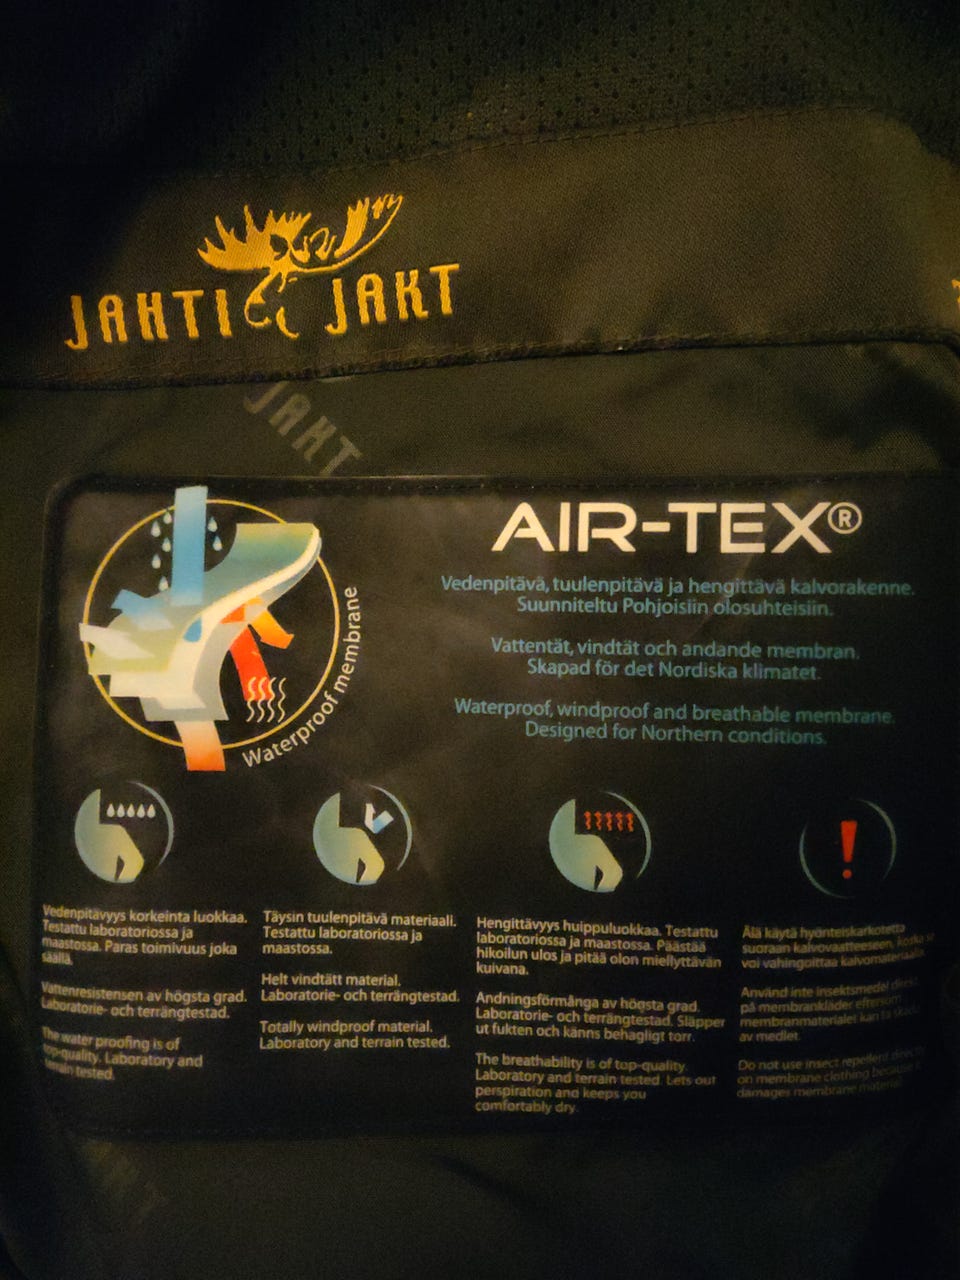 JAHTI JAKT
JAKT
AIR-TEX®
Vedenpitävä, tuulenpitävä ja hengittävä kalvorakenne.
Suunniteltu Pohjoisiin olosuhteisiin.
Vattentät, vindtät och andande membran.
Skapad för det Nordiska klimatet.
Waterproof, windproof and breathable membrane.
Designed for Northern conditions.
Waterproof membrane
Vedenpitävyys korkeinta luokkaa.
Testattu laboratoriossa ja
maastossa. Paras toimivuus joka
säällä.
Vattenresistensen av högsta grad.
Laboratorie- och terrängtestad.
The water proofing is of
top-quality. Laboratory and
terrain tested.
Täysin tuulenpitävä materiaali.
Testattu laboratoriossa ja
maastossa.
Helt vindtätt material.
Laboratorie- och terrängtestad.
Totally windproof material.
Laboratory and terrain tested.
Hengittävyys huippuluokkaa. Testattu
laboratoriossa ja maastossa. Päästää
hikoilun ulos ja pitää olon miellyttävän
kuivana.
Andningsförmånga av högsta grad.
Laboratorie- och terrängtestad. Släpper
ut fukten och känns behagligt torr.
The breathability is of top-quality.
Laboratory and terrain tested. Lets out
perspiration and keeps you
comfortably dry.
Älä käytä hyönteiskarkotetta
suoraan kalvovaatteeseen, koska se
voi vahingoittaa kalvomateriaalia.
Använd inte insektsmedel direkt
på membrankläder eftersom
membranmaterialet kan ta skada
av medlet.
Do not use insect repellent directly
on membrane clothing because it
damages membrane material.